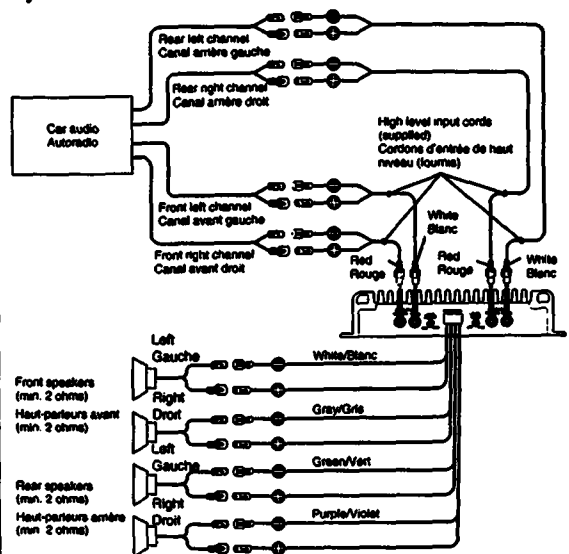 Rear left channel
Canal arrière gauche
Rear right channel
Canal arrière droit
Car audio
Autoradio
High level input cords
(supplied)
Cordons d'entrée de haut
niveau (fournis)
Front left channel
Canal avant gauche
White
Blanc
Front right channel
Canal avant droit
Red
Rouge
Red
Rouge
White
Blanc
Left
Gauche
White/Blanc
Front speakers
(min. 2 ohms)
Right
Droit
Gray/Gris
Haut-parleurs avant
(min. 2 ohms)
Left
Gauche
Green/Vert
Rear speakers
(min. 2 ohms)
Right
Droit
Purple/Violet
Haut-parleurs arrière
(min. 2 ohms)